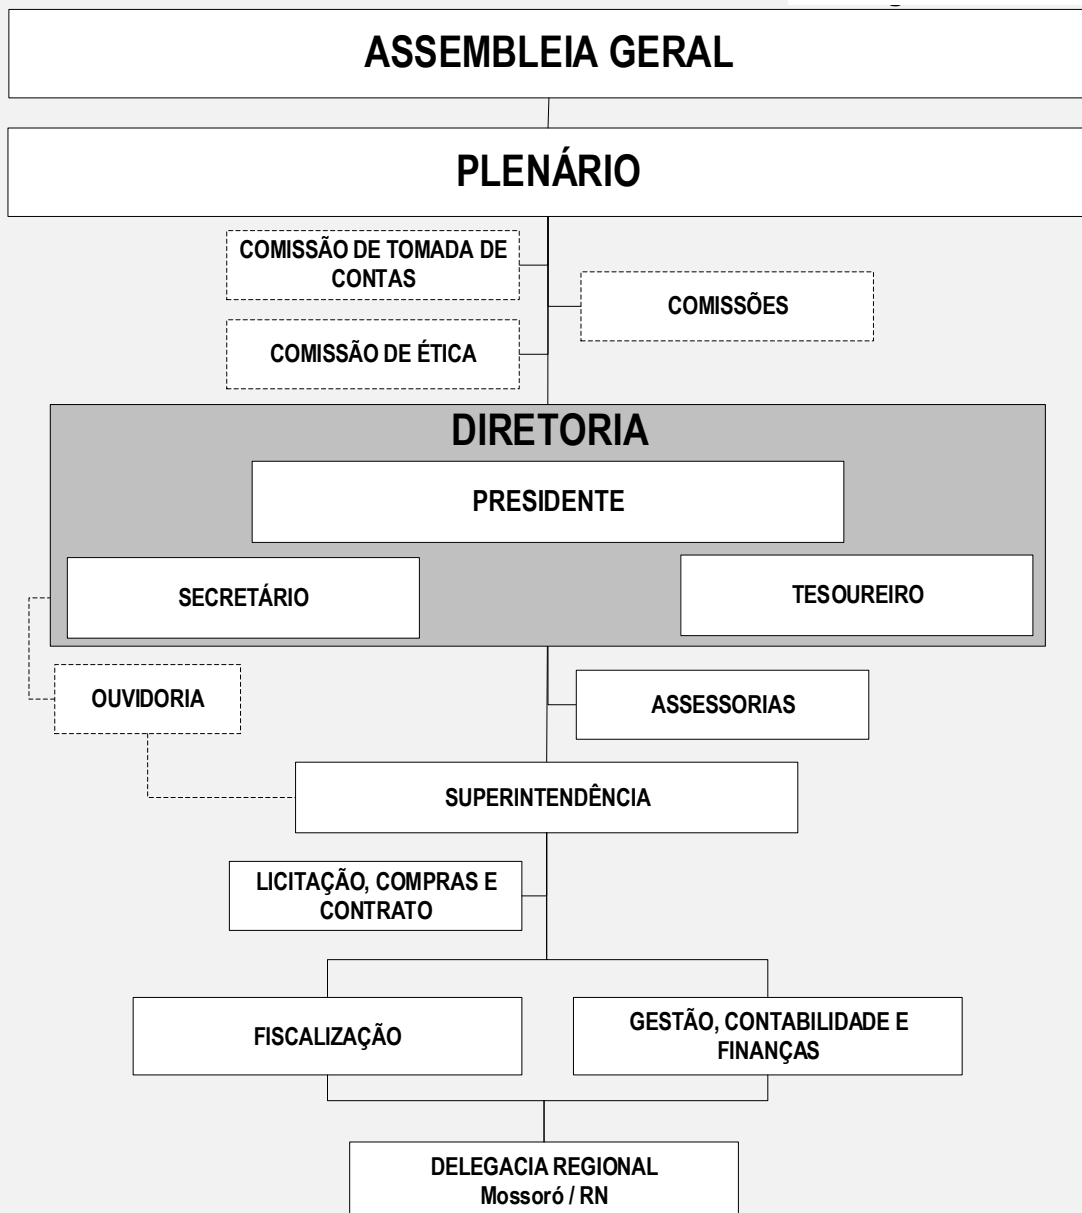 ASSEMBLEIA GERAL
PLENÁRIO
COMISSÃO DE TOMADA DE
CONTAS
COMISSÕES
COMISSÃO DE ÉTICA
DIRETORIA
PRESIDENTE
SECRETÁRIO
TESOUREIRO
OUVIDORIA
ASSESSORIAS
SUPERINTENDÊNCIA
LICITAÇÃO, COMPRAS E
CONTRATO
FISCALIZAÇÃO
GESTÃO, CONTABILIDADE E
FINANÇAS
DELEGACIA REGIONAL
Mossoró / RN